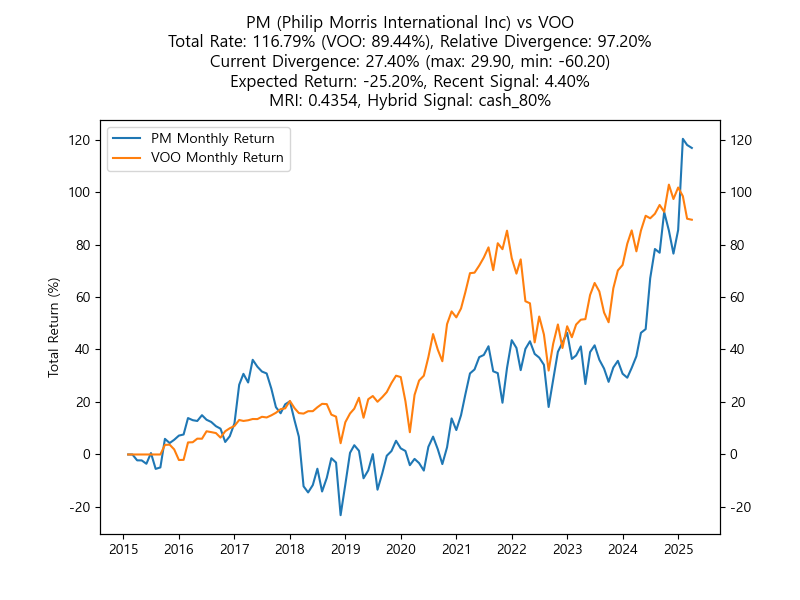 PM (Philip Morris International Inc) vs VOO
Total Rate: 116.79% (VOO: 89.44%), Relative Divergence: 97.20%
Current Divergence: 27.40% (max: 29.90, min: -60.20)
Expected Return: -25.20%, Recent Signal: 4.40%
MRI: 0.4354, Hybrid Signal: cash_80%
PM Monthly Return
VOO Monthly Return
Total Return (%)
120
100
80
60
40
20
0
-20
120
100
80
60
40
20
0
-20
2015 2016 2017 2018 2019 2020 2021 2022 2023 2024 2025